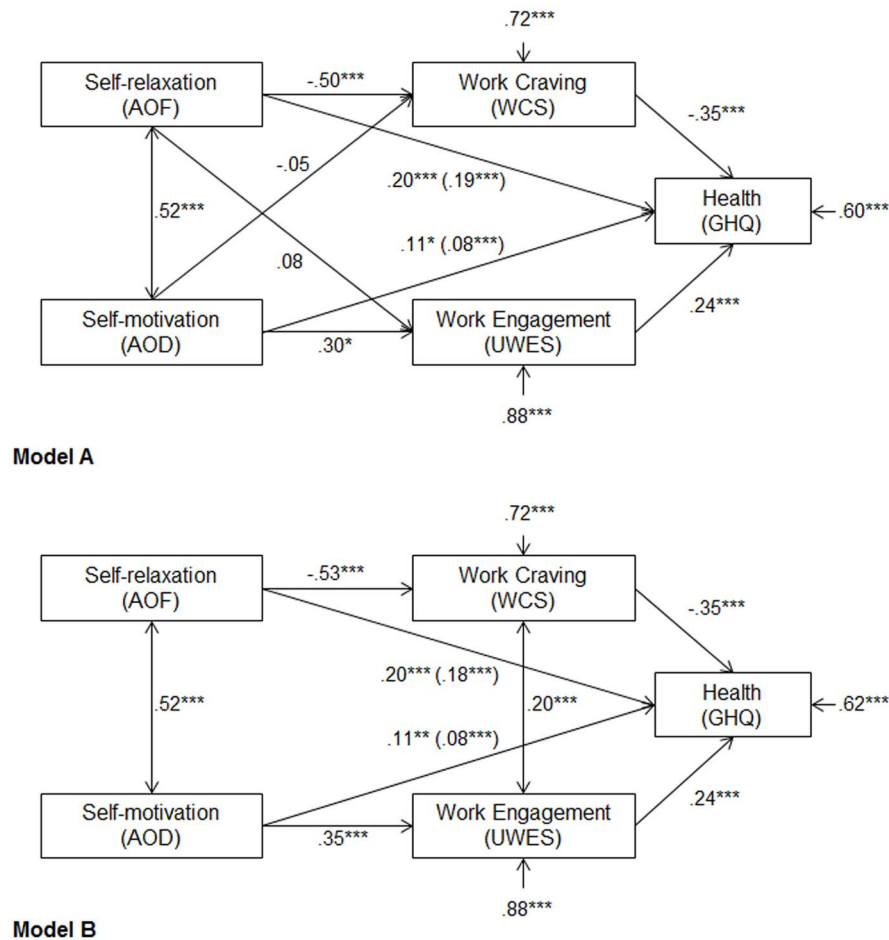 .72***
Self-relaxation
(AOF)
-.50***
Work Craving
(WCS)
-.35***
-.05
.20*** (.19***)
Health
(GHQ)
.60***
.52***
.11* (.08***)
.08
Self-motivation
(AOD)
.30*
Work Engagement
(UWES)
.24***
.88***
Model A
.72***
Self-relaxation
(AOF)
-.53***
Work Craving
(WCS)
-.35***
.20*** (.18***)
.52***
.20***
Health
(GHQ)
.62***
.11** (.08***)
Self-motivation
(AOD)
.35***
Work Engagement
(UWES)
.24***
.88***
Model B